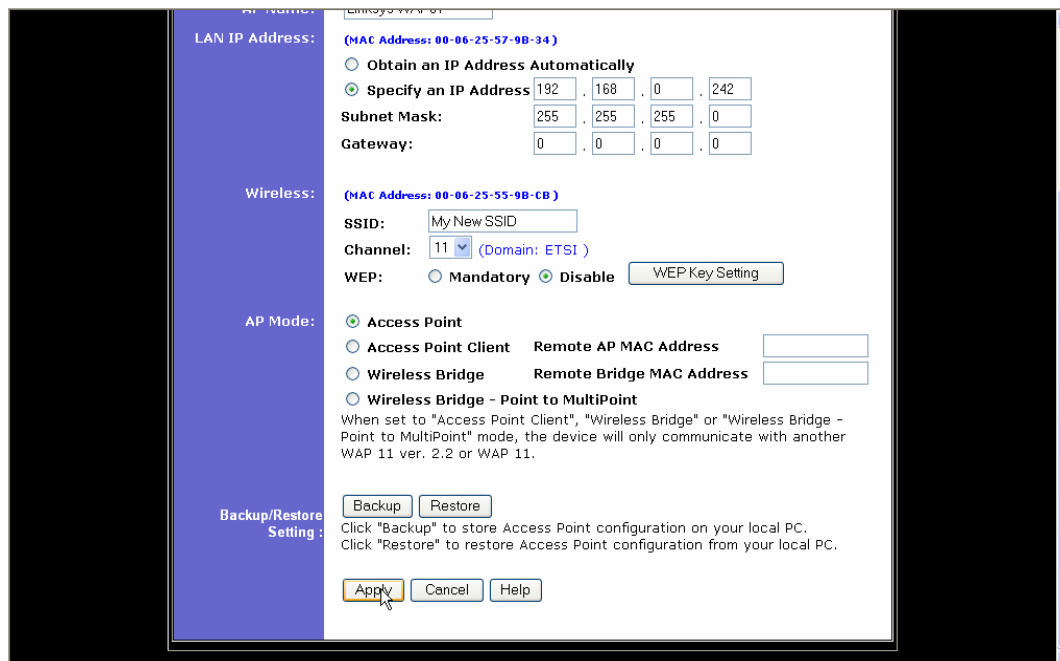 LAN IP Address: (MAC Address: 00-06-25-57-9B-34 )
Obtain an IP Address Automatically
Specify an IP Address 192 . 168 . 0 . 242
Subnet Mask: 255 . 255 . 255 . 0
Gateway: 0 . 0 . 0 . 0
Wireless: (MAC Address: 00-06-25-55-9B-CB )
SSID: My New SSID
Channel: 11 (Domain: ETSI )
WEP: Mandatory Disable WEP Key Setting
AP Mode: Access Point
Access Point Client Remote AP MAC Address
Wireless Bridge Remote Bridge MAC Address
Wireless Bridge - Point to MultiPoint
When set to "Access Point Client", "Wireless Bridge" or "Wireless Bridge -
Point to MultiPoint" mode, the device will only communicate with another
WAP 11 ver. 2.2 or WAP 11.
Backup/Restore Setting :
Backup Restore
Click "Backup" to store Access Point configuration on your local PC.
Click "Restore" to restore Access Point configuration from your local PC.
Apply Cancel Help